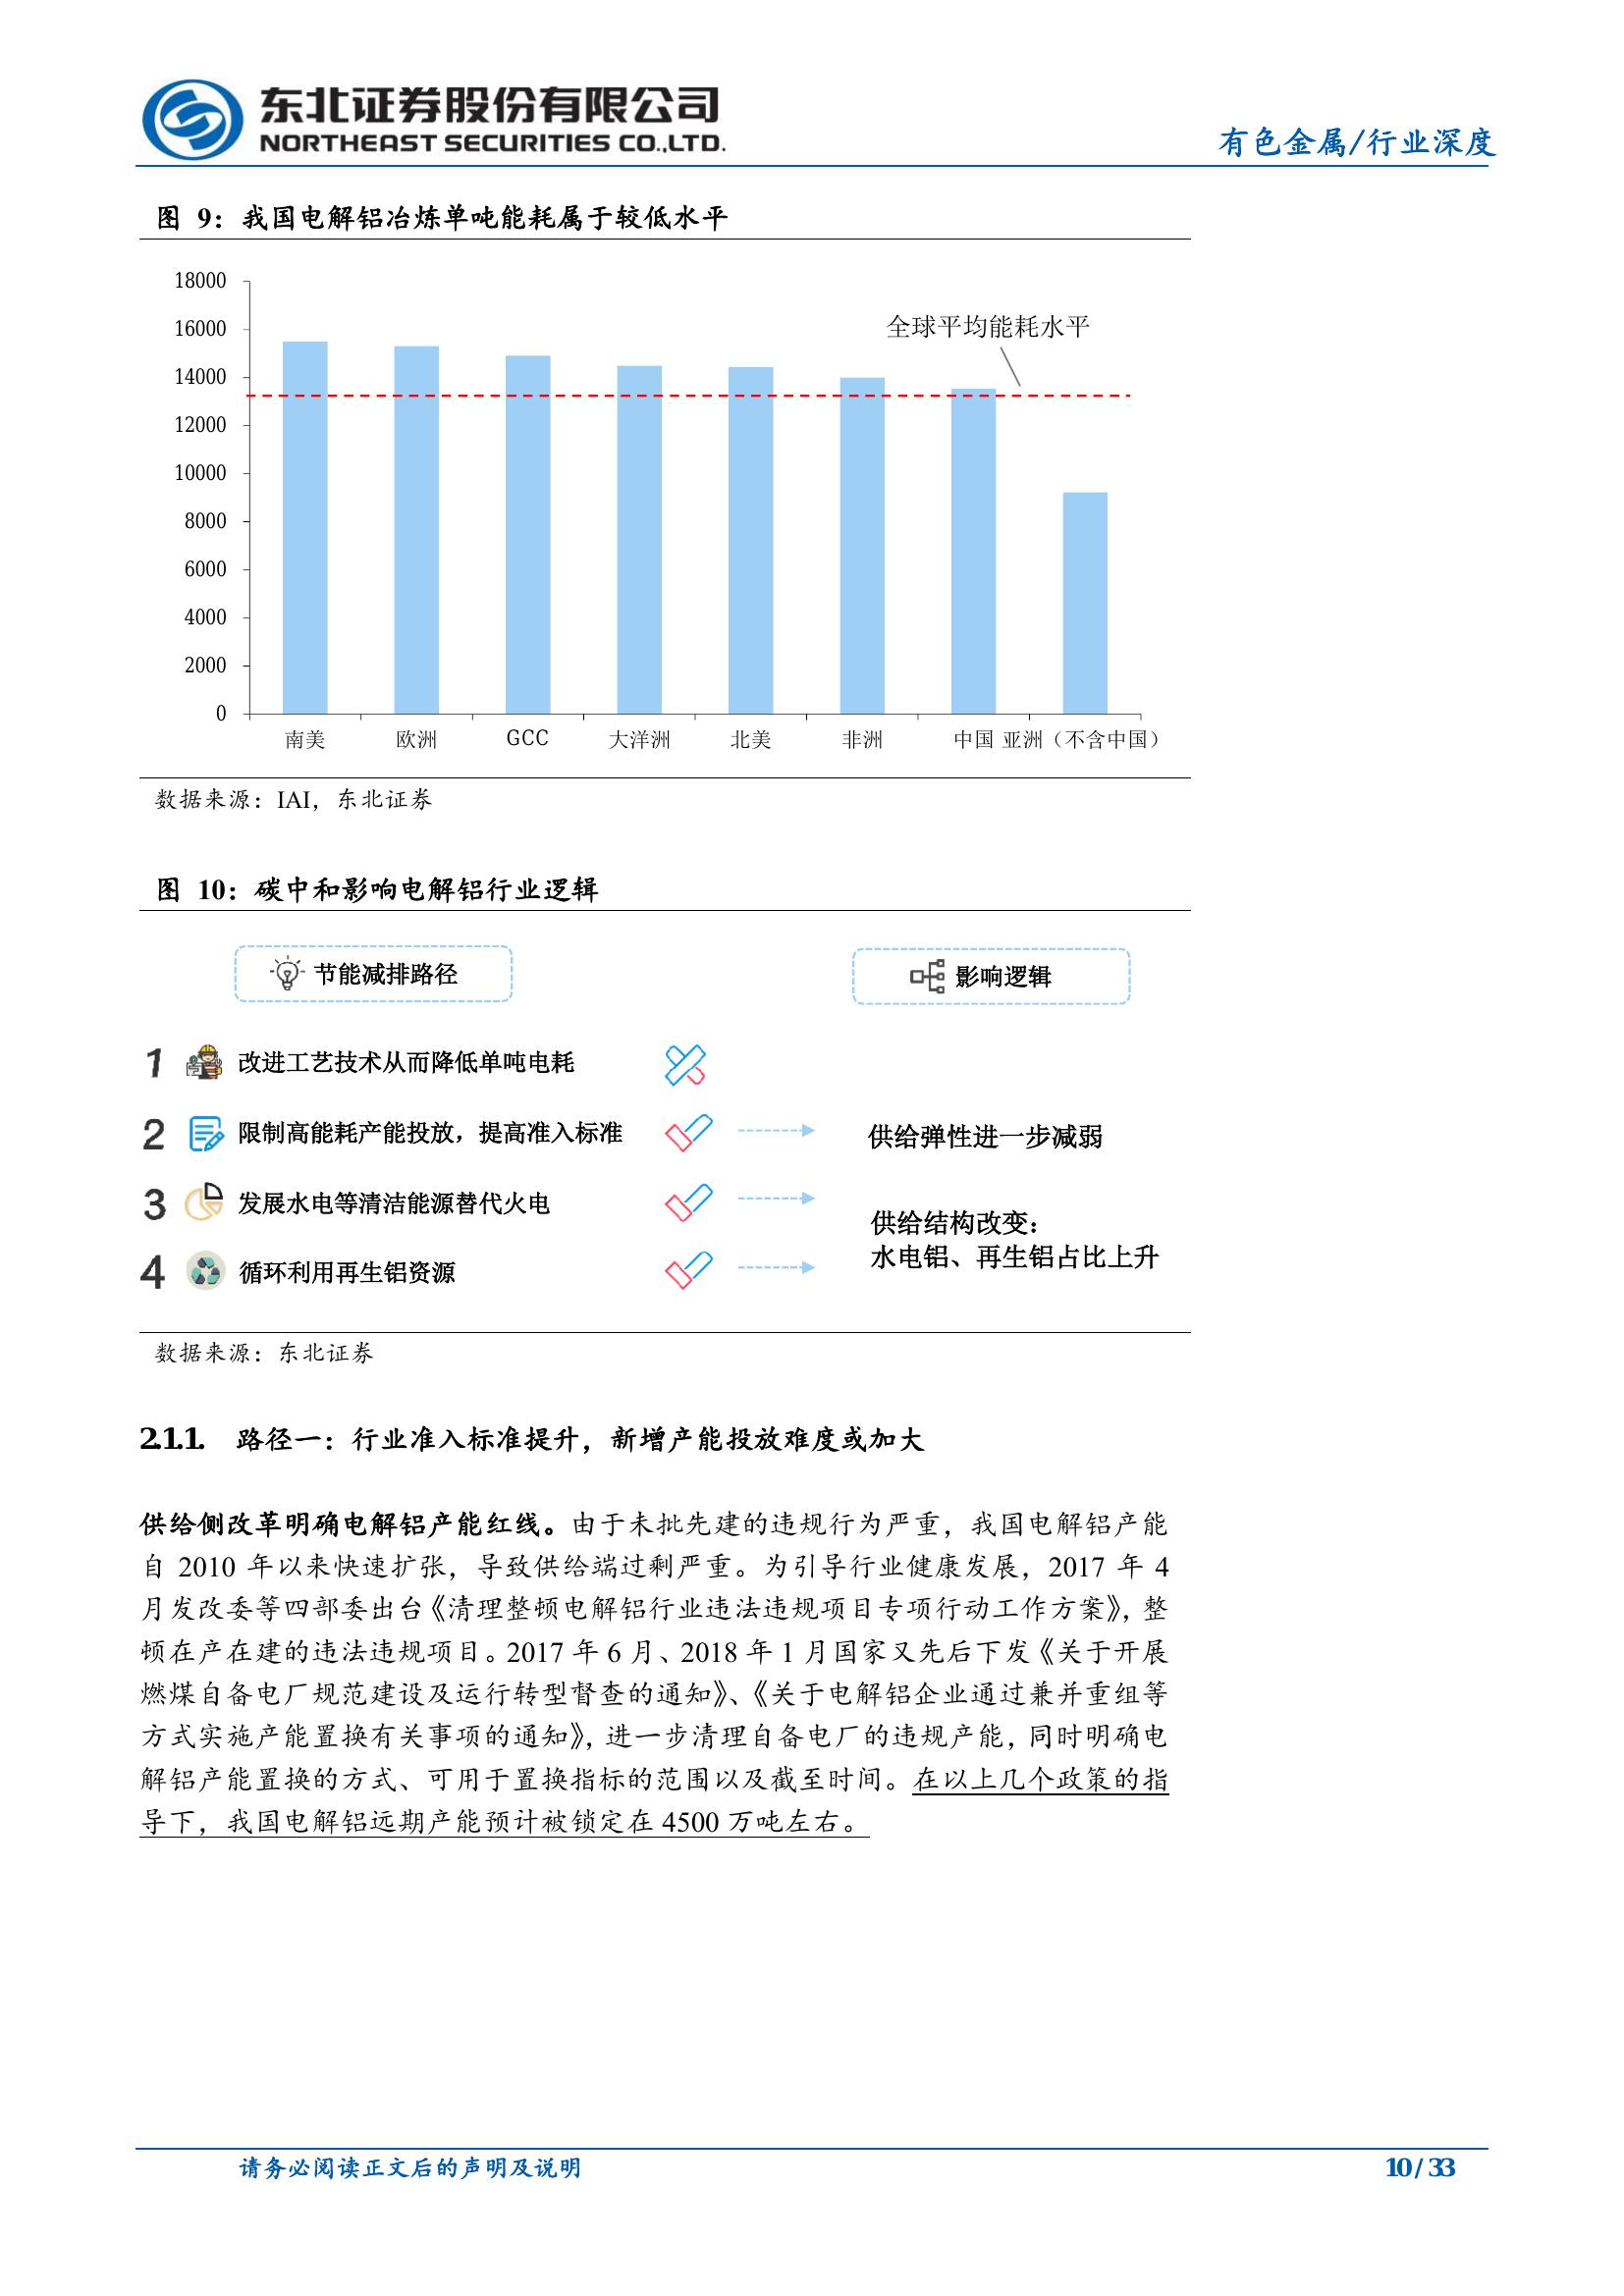 东北证券股份有限公司
NORTHEAST SECURITIES CO.,LTD.
有色金属/行业深度
图 9：我国电解铝冶炼单吨能耗属于较低水平
18000
16000
14000
12000
10000
8000
6000
4000
2000
0
全球平均能耗水平
南美 欧洲 GCC 大洋洲 北美 非洲 中国 亚洲（不含中国）
数据来源：IAI，东北证券
图 10：碳中和影响电解铝行业逻辑
节能减排路径 影响逻辑
1 改进工艺技术从而降低单吨电耗
2 限制高能耗产能投放，提高准入标准 供给弹性进一步减弱
3 发展水电等清洁能源替代火电
供给结构改变：
水电铝、再生铝占比上升
4 循环利用再生铝资源
数据来源：东北证券
2.1.1. 路径一：行业准入标准提升，新增产能投放难度或加大
供给侧改革明确电解铝产能红线。由于未批先建的违规行为严重，我国电解铝产能
自 2010 年以来快速扩张，导致供给端过剩严重。为引导行业健康发展，2017 年 4
月发改委等四部委出台《清理整顿电解铝行业违法违规项目专项行动工作方案》，整
顿在产在建的违法违规项目。2017 年 6 月、2018 年 1 月国家又先后下发《关于开展
燃煤自备电厂规范建设及运行转型督查的通知》、《关于电解铝企业通过兼并重组等
方式实施产能置换有关事项的通知》，进一步清理自备电厂的违规产能，同时明确电
解铝产能置换的方式、可用于置换指标的范围以及截至时间。在以上几个政策的指
导下，我国电解铝远期产能预计被锁定在 4500 万吨左右。
请务必阅读正文后的声明及说明
10 / 33